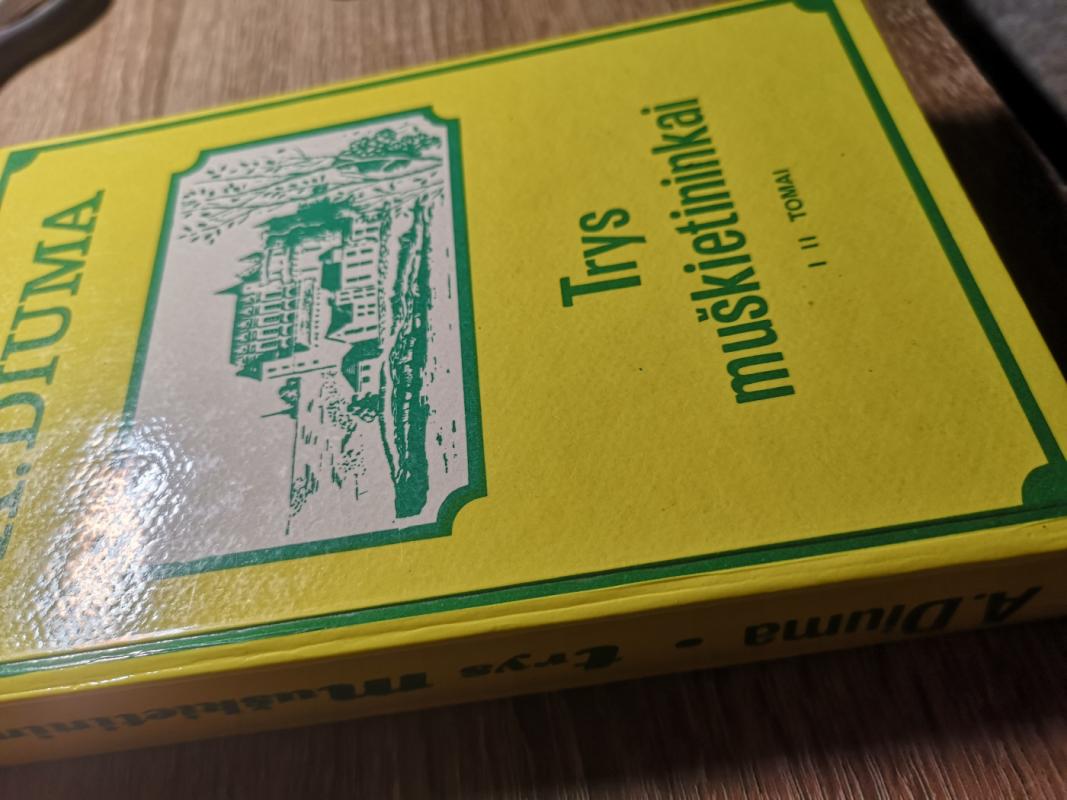 A.DIUMA
Trys
muškietininkai
I II TOMAI
A.Diuma • trys muškietinin